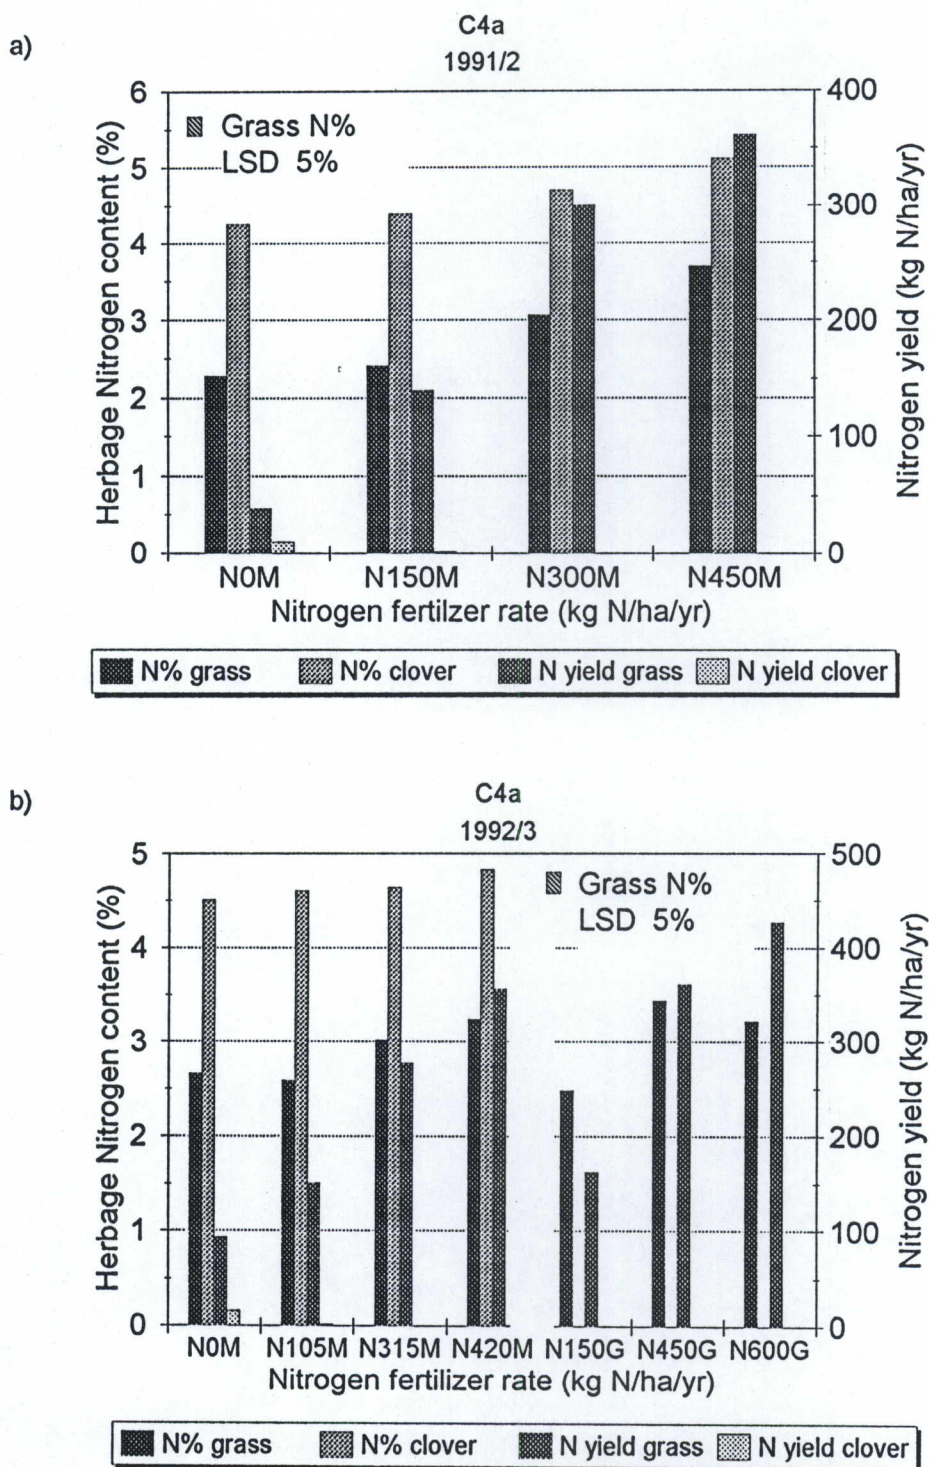 a)
C4a
1991/2
6
5
4
3
2
1
0
Herbage Nitrogen content (%)
Grass N%
LSD 5%
400
300
200
100
0
Nitrogen yield (kg N/ha/yr)
N0M N150M N300M N450M
Nitrogen fertilzer rate (kg N/ha/yr)
N% grass N% clover N yield grass N yield clover
b)
C4a
1992/3
5
4
3
2
1
0
Herbage Nitrogen content (%)
Grass N%
LSD 5%
500
400
300
200
100
0
Nitrogen yield (kg N/ha/yr)
N0M N105M N315M N420M N150G N450G N600G
Nitrogen fertilizer rate (kg N/ha/yr)
N% grass N% clover N yield grass N yield clover